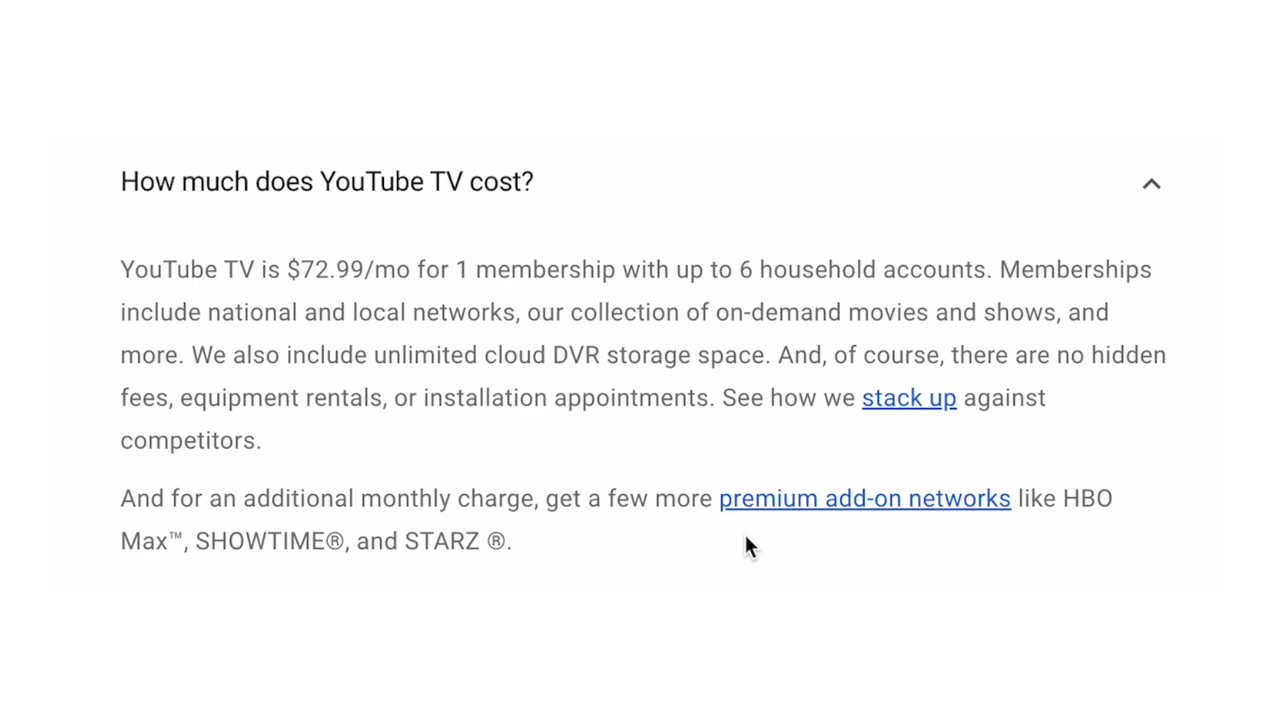 How much does YouTube TV cost?
YouTube TV is $72.99/mo for 1 membership with up to 6 household accounts. Memberships
include national and local networks, our collection of on-demand movies and shows, and
more. We also include unlimited cloud DVR storage space. And, of course, there are no hidden
fees, equipment rentals, or installation appointments. See how we stack up against
competitors.
And for an additional monthly charge, get a few more premium add-on networks like HBO
Max™, SHOWTIME®, and STARZ ®.